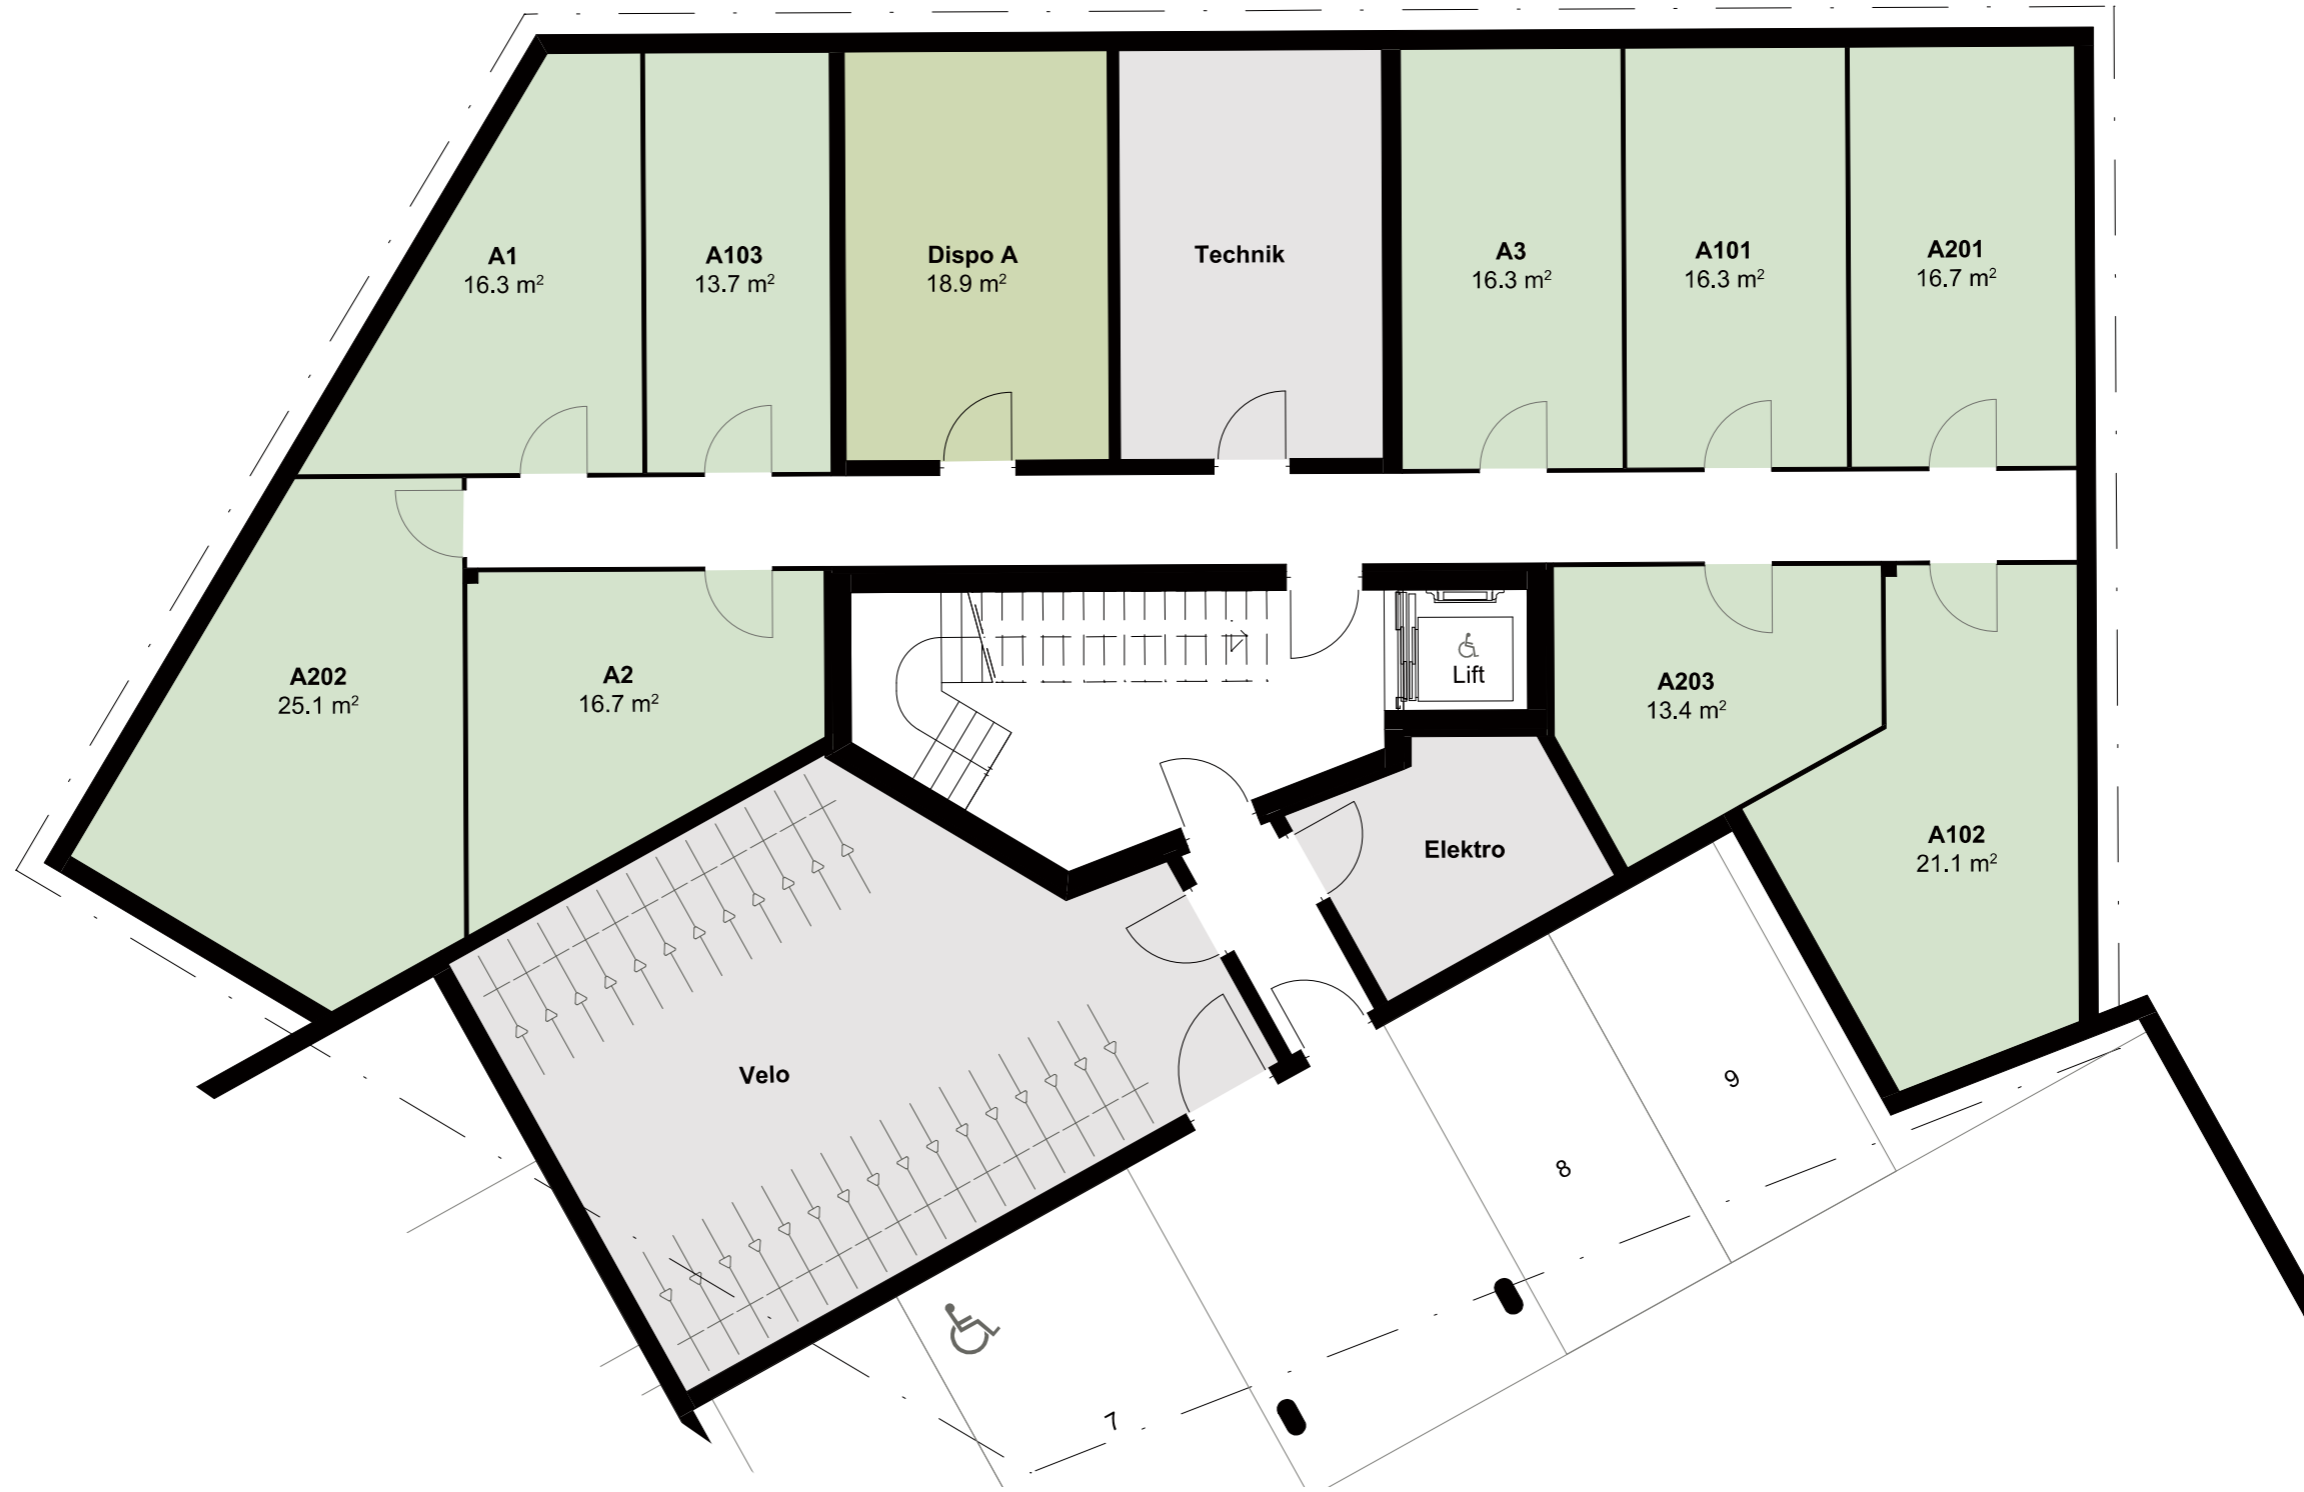 A1
16.3 m²
A103
13.7 m²
Dispo A
18.9 m²
Technik
A3
16.3 m²
A101
16.3 m²
A201
16.7 m²
A202
25.1 m²
A2
16.7 m²
Lift
A203
13.4 m²
Elektro
A102
21.1 m²
Velo
9
8
7